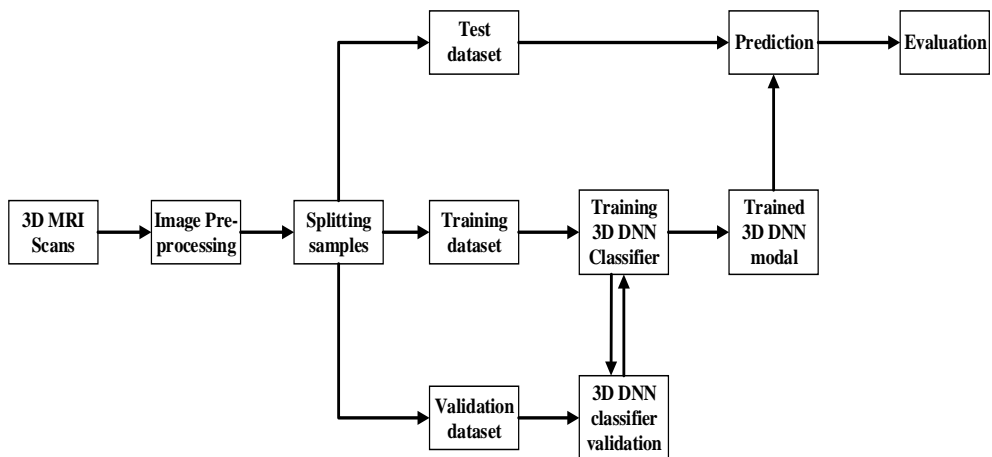 Test
dataset
Prediction
Evaluation
3D MRI
Scans
Image Pre-
processing
Splitting
samples
Training
dataset
Training
3D DNN
Classifier
Trained
3D DNN
modal
Validation
dataset
3D DNN
classifier
validation